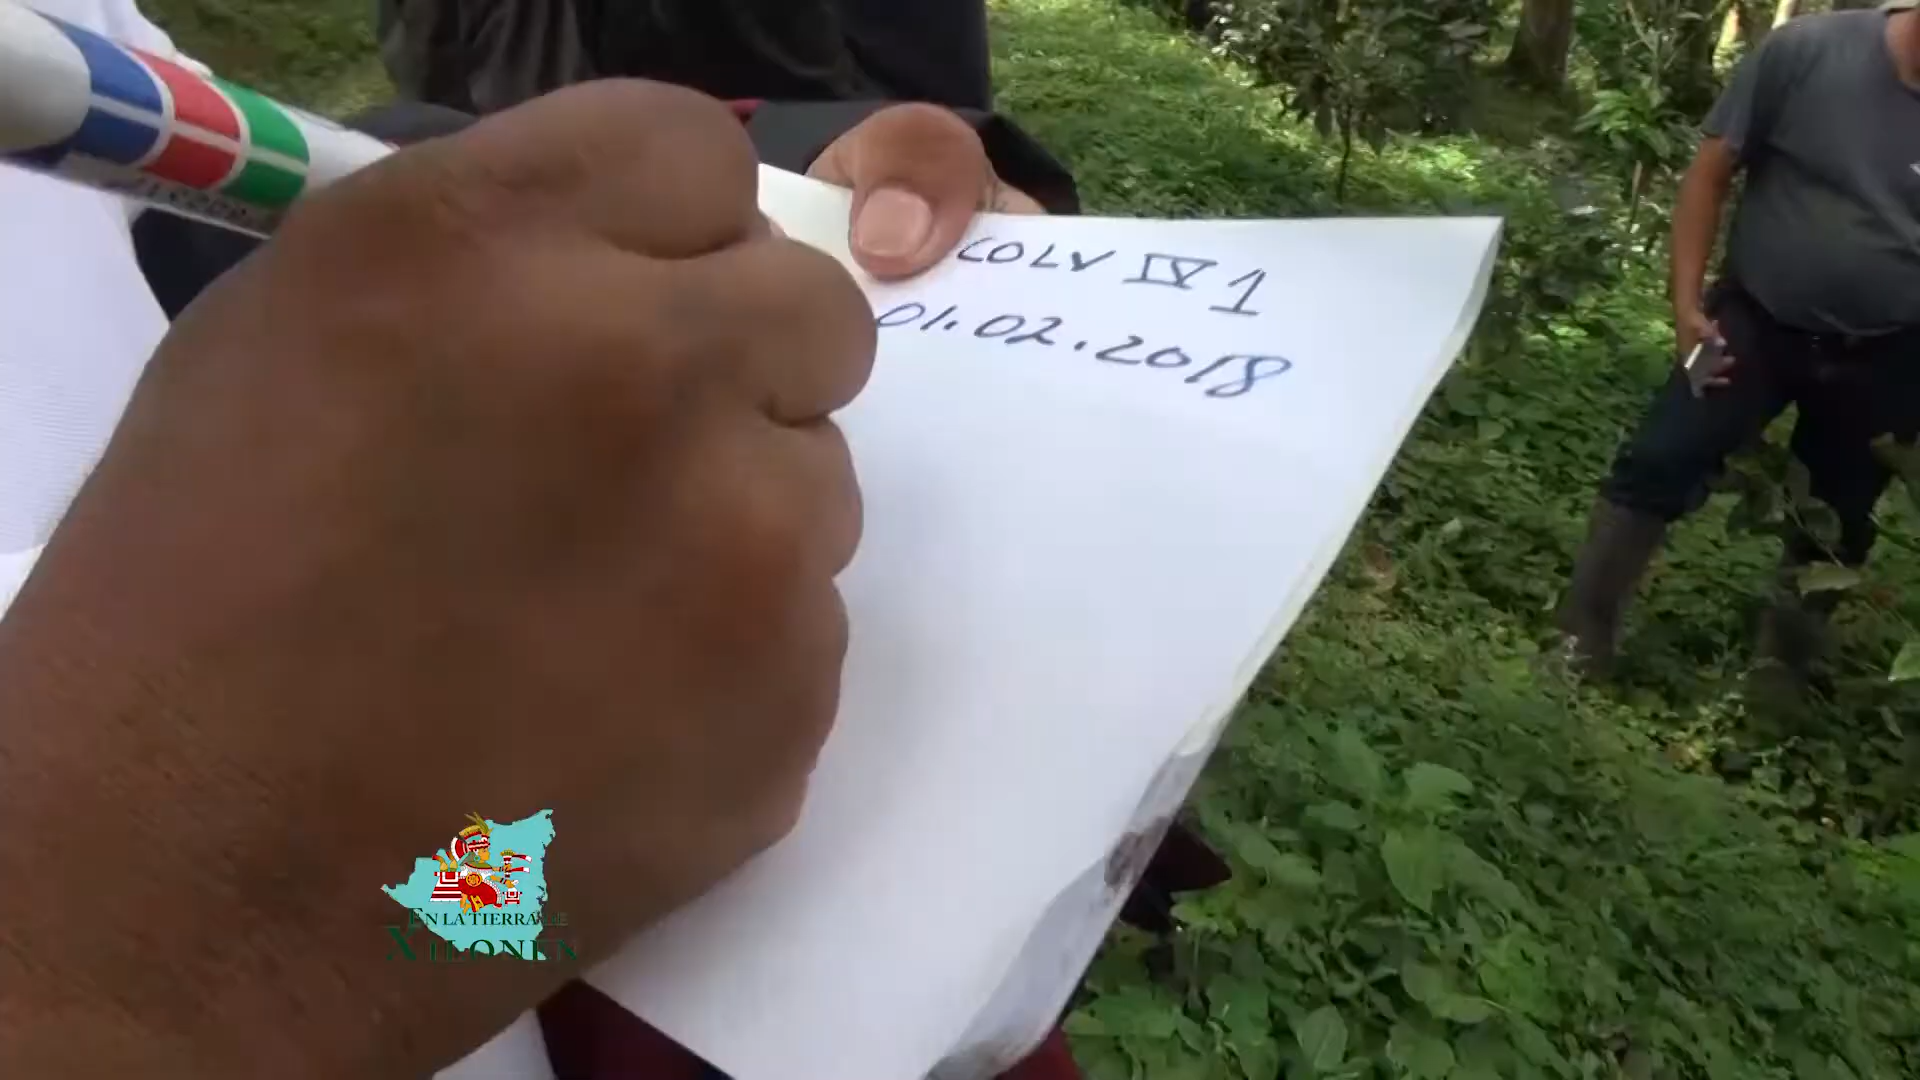 COLV IV 1
01.02.2018
EN LA TIERRA DE
XILONEN